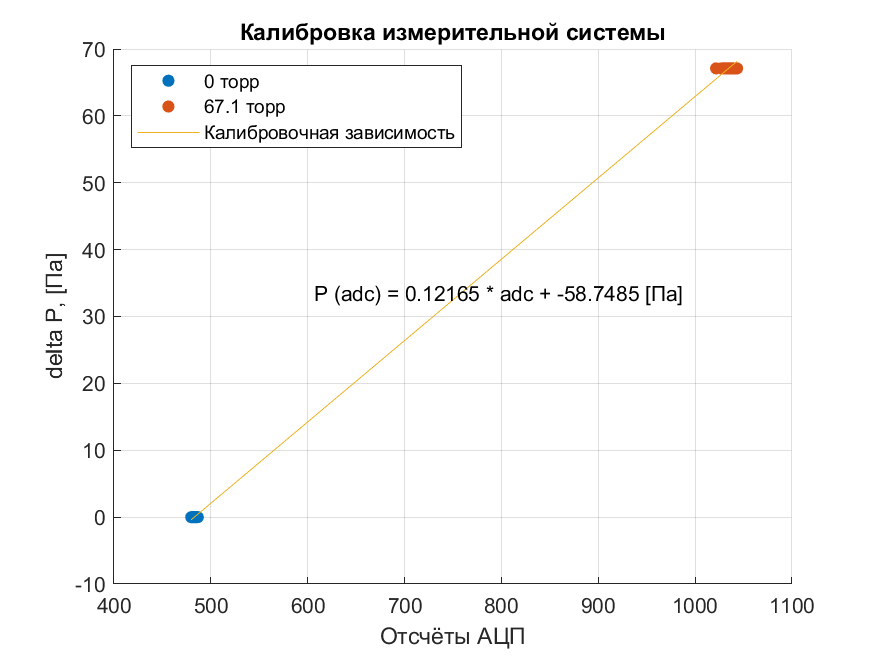 Калибровка измерительной системы
70
60
50
40
30
20
10
0
-10
delta P, [Па]
0 торр
67.1 торр
Калибровочная зависимость
P (adc) = 0.12165 * adc + -58.7485 [Па]
400 500 600 700 800 900 1000 1100
Отсчёты АЦП